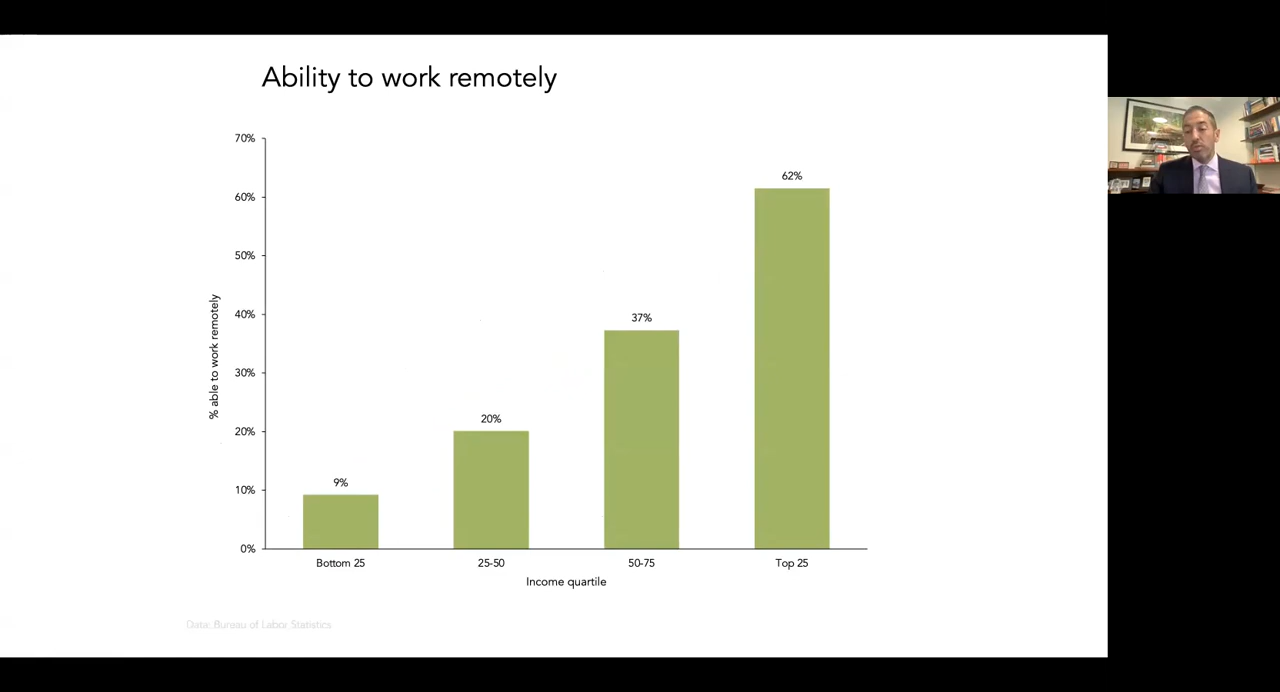 Ability to work remotely
70%
60%
50%
40%
30%
20%
10%
0%
% able to work remotely
9%
20%
37%
62%
Bottom 25
25-50
50-75
Top 25
Income quartile
Data: Bureau of Labor Statistics